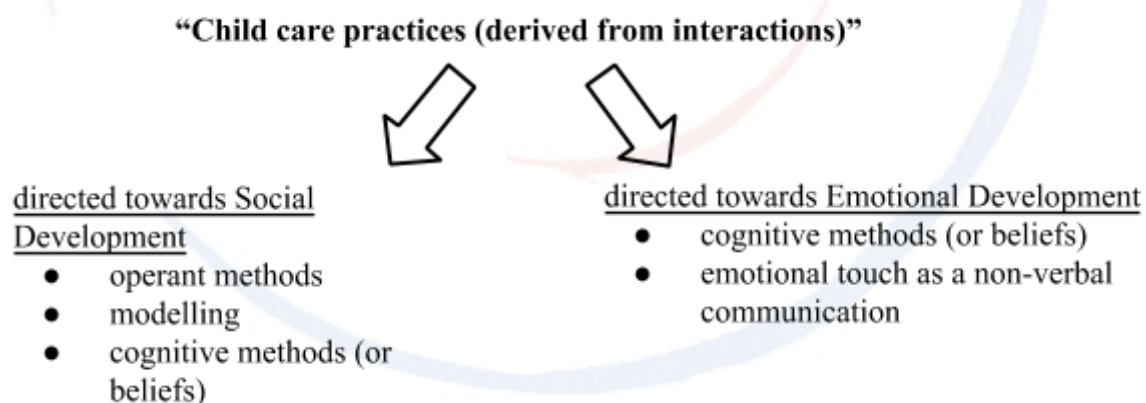 “Child care practices (derived from interactions)”
directed towards Social
Development
● operant methods
● modelling
● cognitive methods (or
beliefs)
directed towards Emotional Development
● cognitive methods (or beliefs)
● emotional touch as a non-verbal
communication